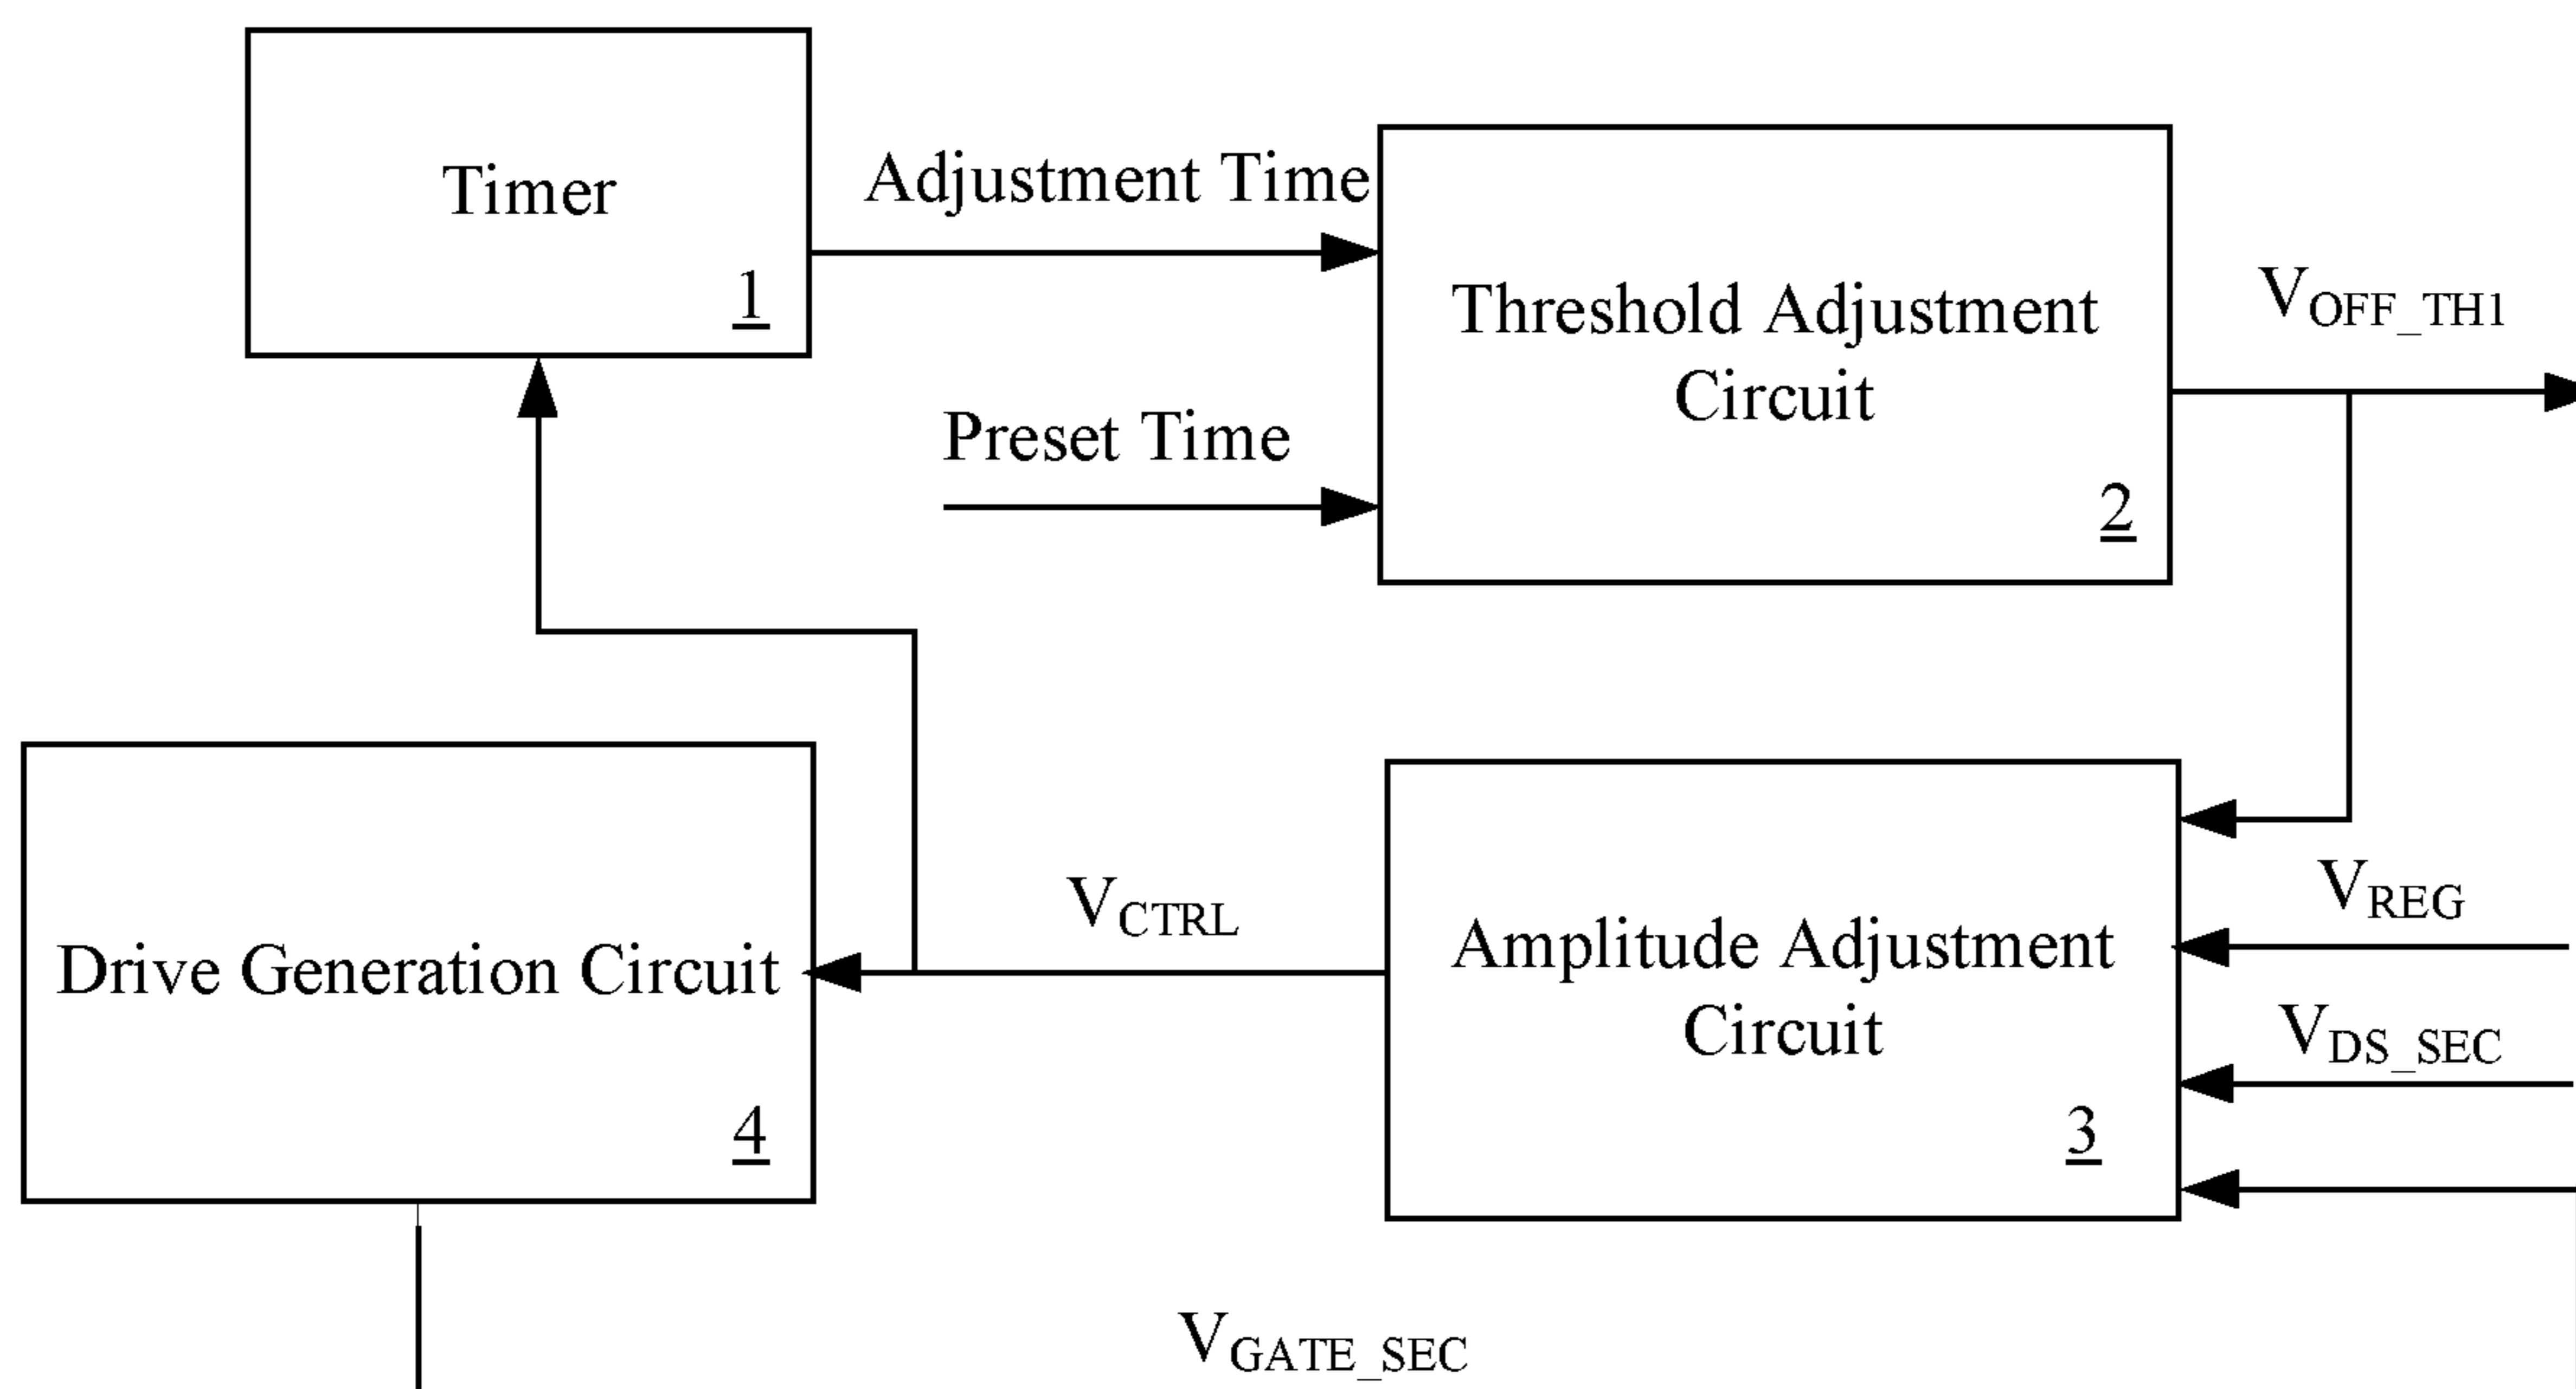 Timer
1
Adjustment Time
Preset Time
Threshold Adjustment
Circuit
2
VOFF_TH1
Drive Generation Circuit
4
VCTRL
Amplitude Adjustment
Circuit
3
VREG
VDS_SEC
VGATE_SEC